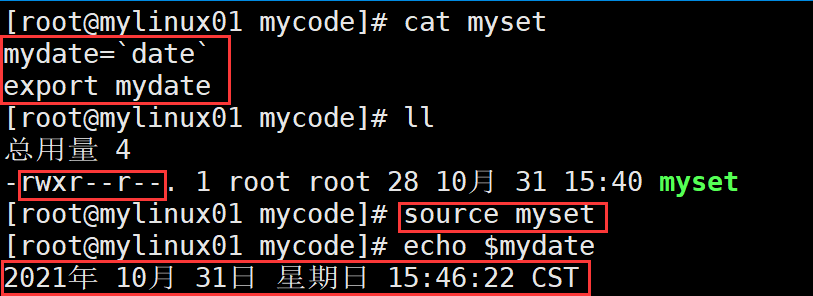 [root@mylinux01 mycode]# cat myset
mydate=`date`
export mydate
[root@mylinux01 mycode]# ll
总用量 4
-rwxr--r--. 1 root root 28 10月 31 15:40 myset
[root@mylinux01 mycode]# source myset
[root@mylinux01 mycode]# echo $mydate
2021年 10月 31日 星期日 15:46:22 CST